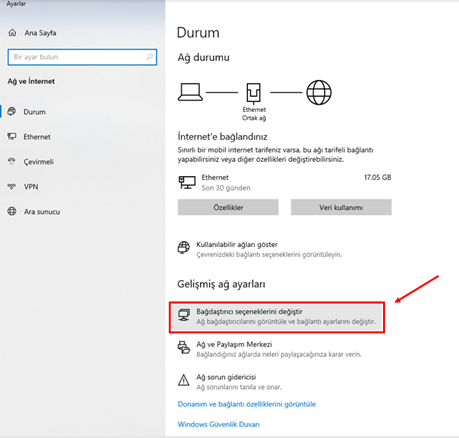 Ayarlar
Ana Sayfa
Bir ayar bulun
Ağ ve İnternet
Durum
Ethernet
Çevirmeli
VPN
Ara sunucu
Durum
Ağ durumu
Ethernet
Ortak ağ
İnternet'e bağlandınız
Sınırlı bir mobil internet tarifeniz varsa, bu ağı tarifeli bağlantı
yapabilirsiniz veya diğer özellikleri değiştirebilirsiniz.
Ethernet
17.05 GB
Son 30 günden
Özellikler
Veri kullanımı
Kullanılabilir ağları göster
Çevrenizdeki bağlantı seçeneklerini görüntüleyin.
Gelişmiş ağ ayarları
Bağdaştırıcı seçeneklerini değiştir
Ağ bağdaştırıcılarını görüntüle ve bağlantı ayarlarını değiştir.
Ağ ve Paylaşım Merkezi
Bağlandığınız ağlarda neleri paylaşacağınıza karar verin.
Ağ sorun gidericisi
Ağ sorunlarını tanıla ve onar.
Donanım ve bağlantı özelliklerini görüntüle
Windows Güvenlik Duvarı